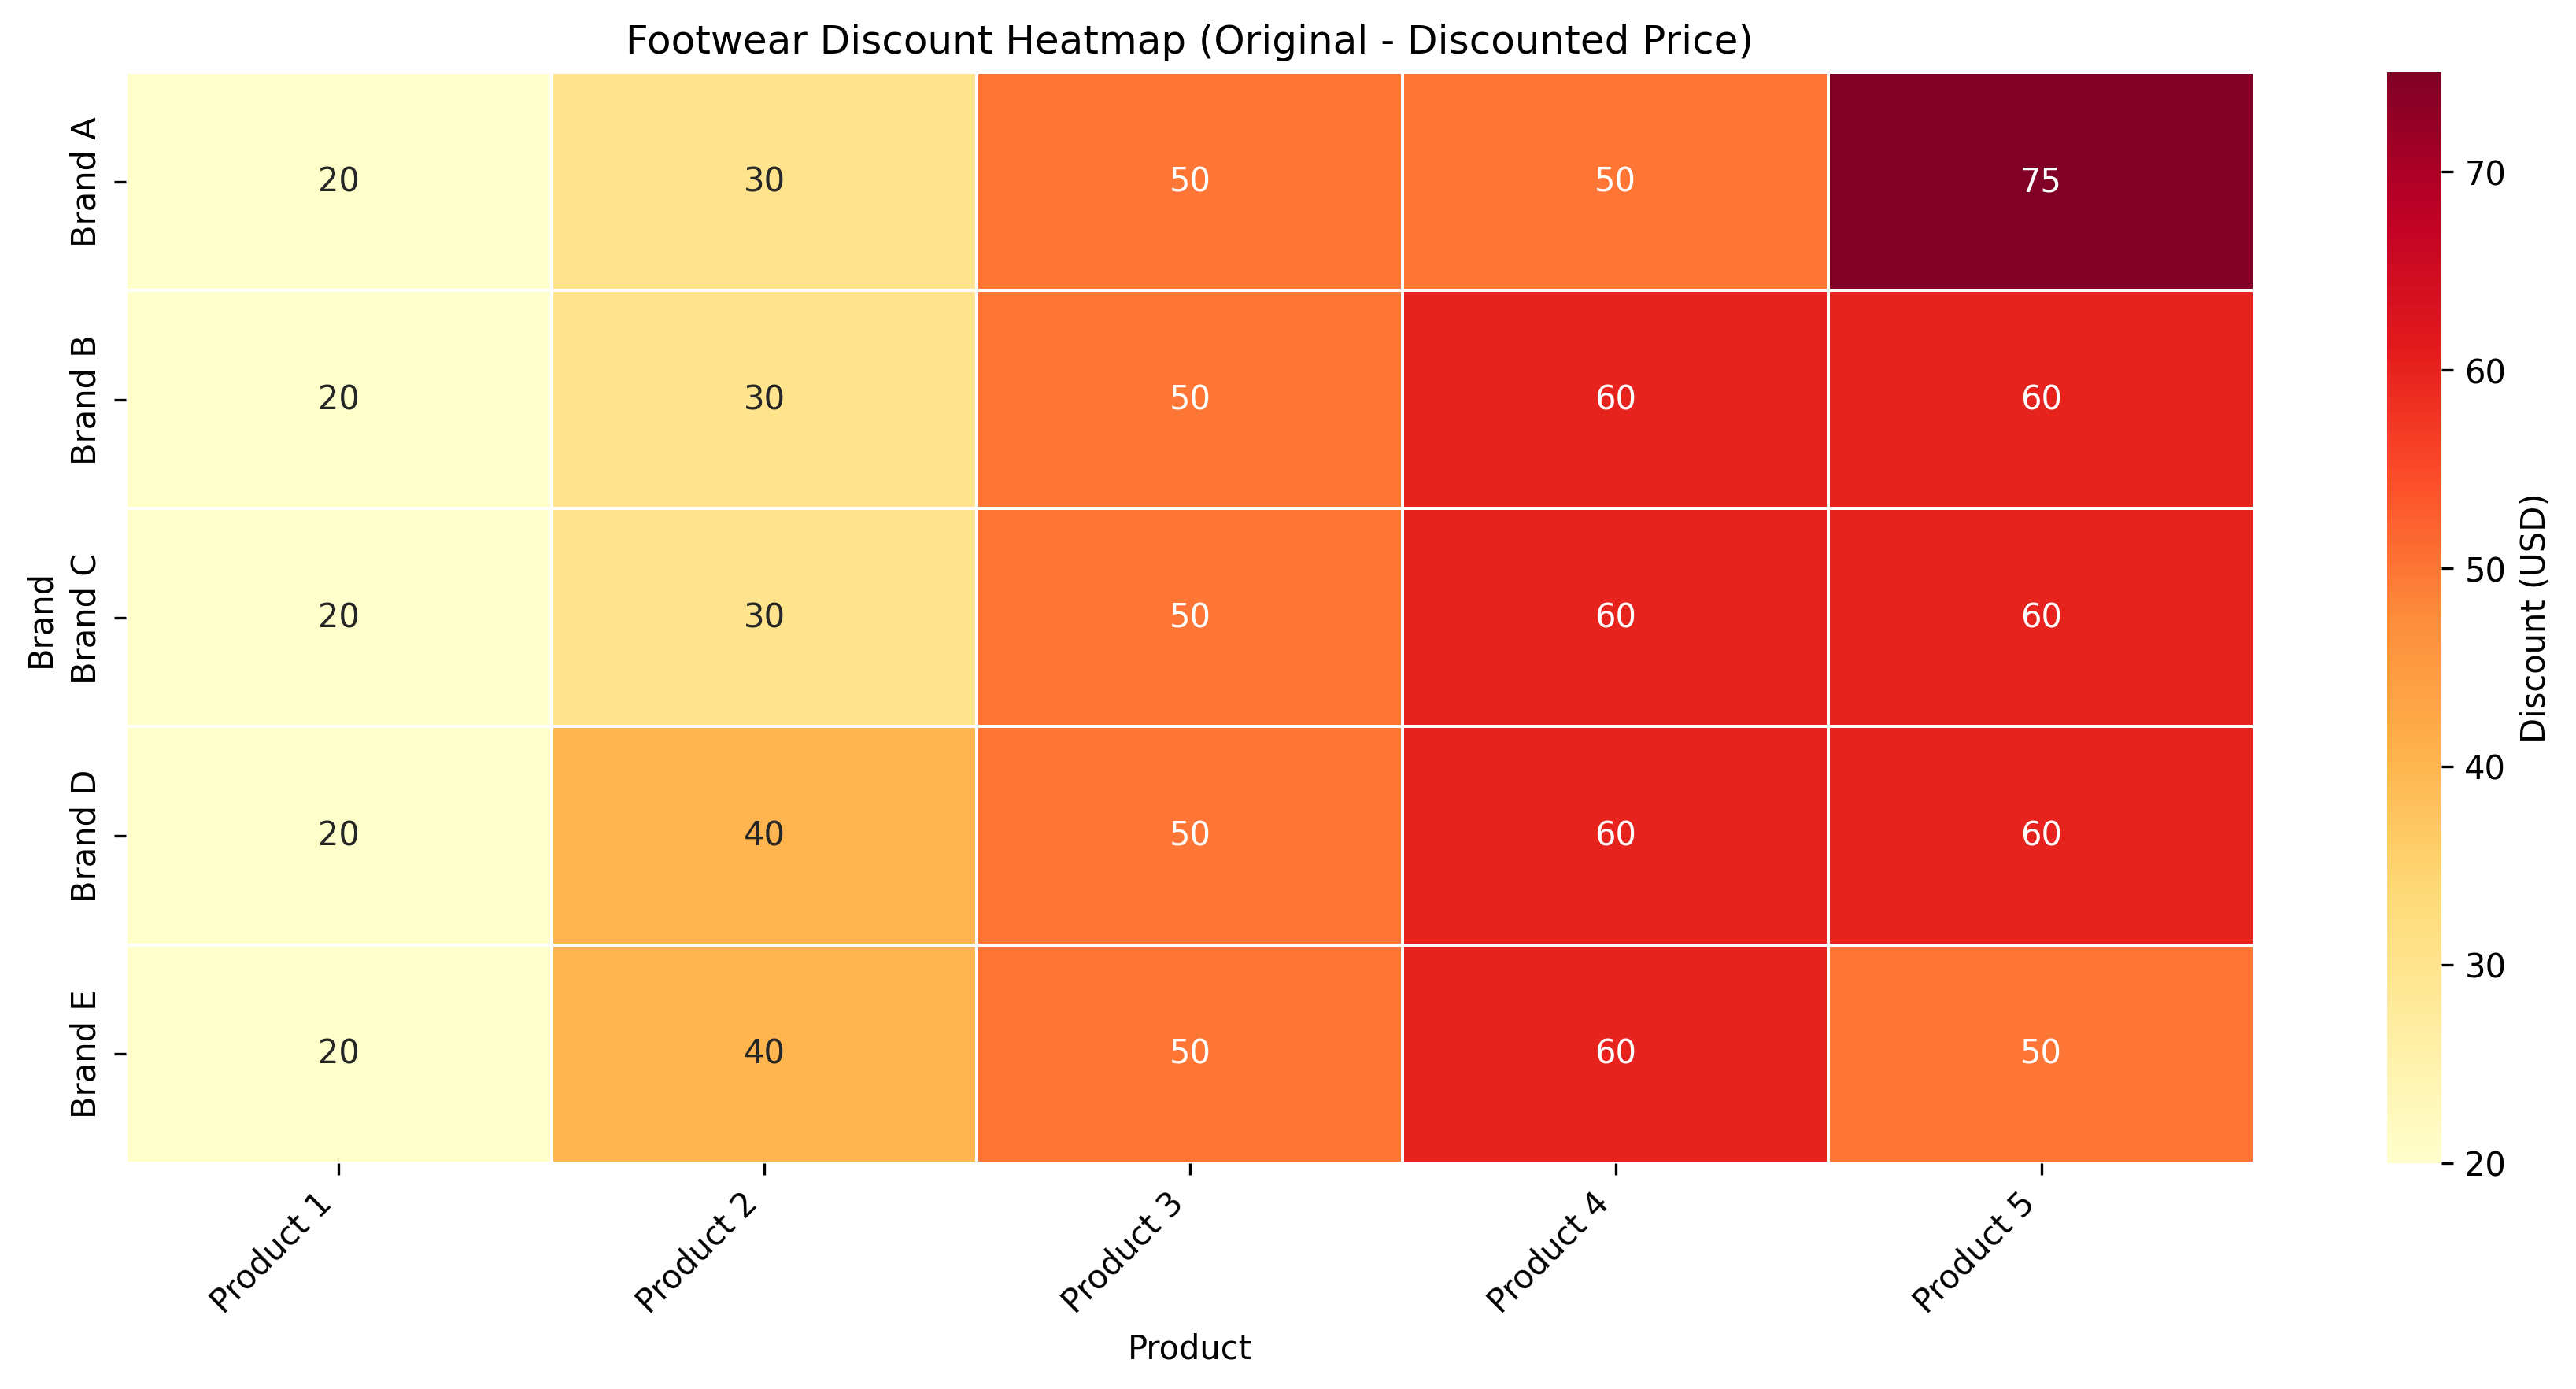 Footwear Discount Heatmap (Original - Discounted Price)
Brand
Brand A
20 30 50 50 75
Brand B
20 30 50 60 60
Brand C
20 30 50 60 60
Brand D
20 40 50 60 60
Brand E
20 40 50 60 50
Product 1
Product 2
Product 3
Product 4
Product 5
Product
70
60
50
40
30
20
Discount (USD)